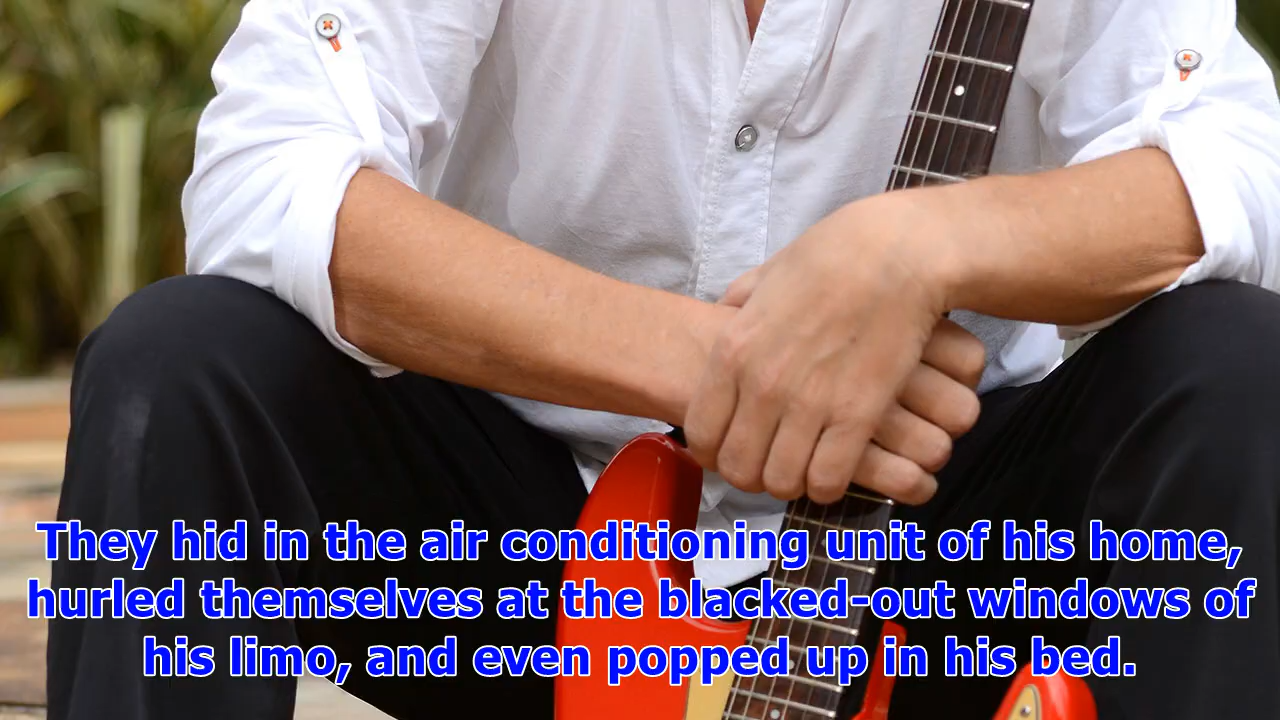 They hid in the air conditioning unit of his home,
hurled themselves at the blacked-out windows of
his limo, and even popped up in his bed.